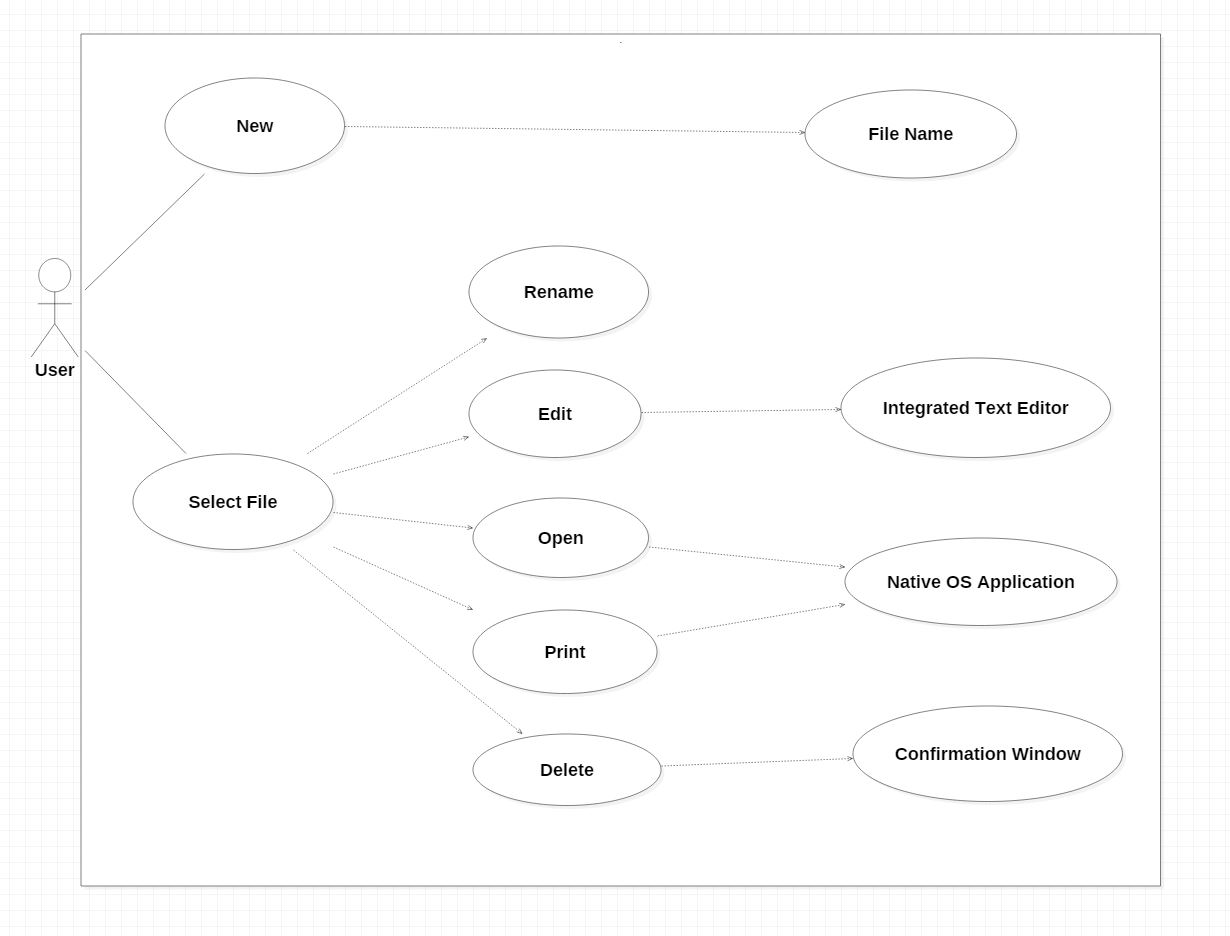 New
File Name
Rename
User
Edit
Integrated Text Editor
Select File
Open
Native OS Application
Print
Delete
Confirmation Window